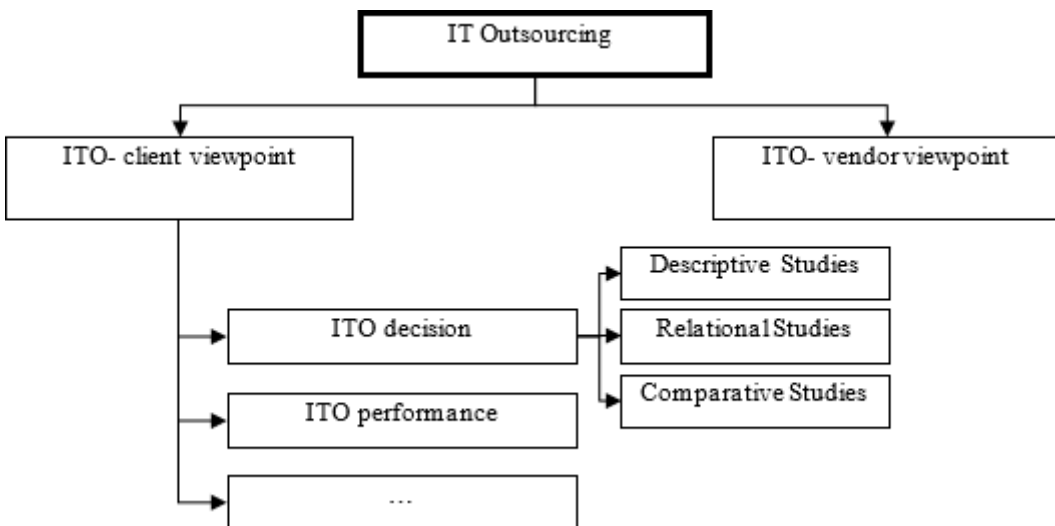 IT Outsourcing
ITO- client viewpoint
ITO- vendor viewpoint
Descriptive Studies
ITO decision
Relational Studies
Comparative Studies
ITO performance
...